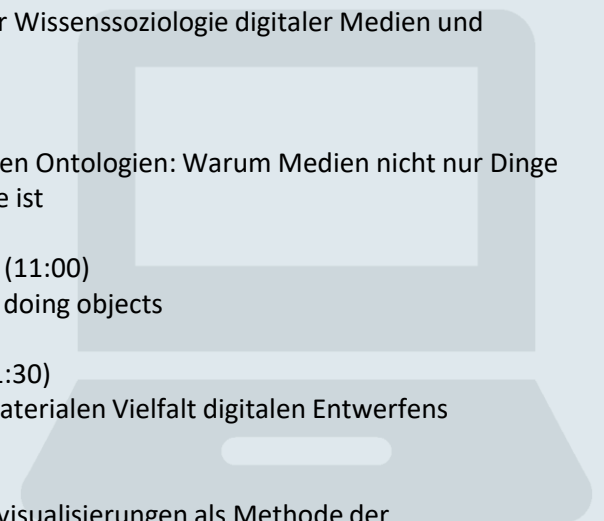 r Wissenssoziologie digitaler Medien und
en Ontologien: Warum Medien nicht nur Dinge
e ist
(11:00)
doing objects
:30)
aterialen Vielfalt digitalen Entwerfens
visualisierungen als Methode der